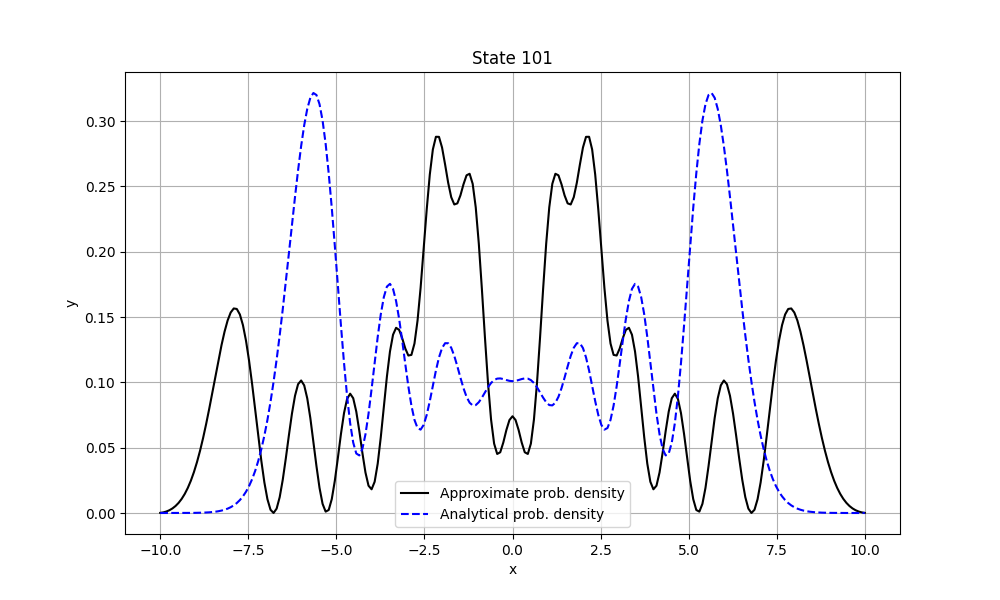 State 101
y
0.30
0.25
0.20
0.15
0.10
0.05
0.00
Approximate prob. density
Analytical prob. density
−10.0 −7.5 −5.0 −2.5 0.0 2.5 5.0 7.5 10.0
x